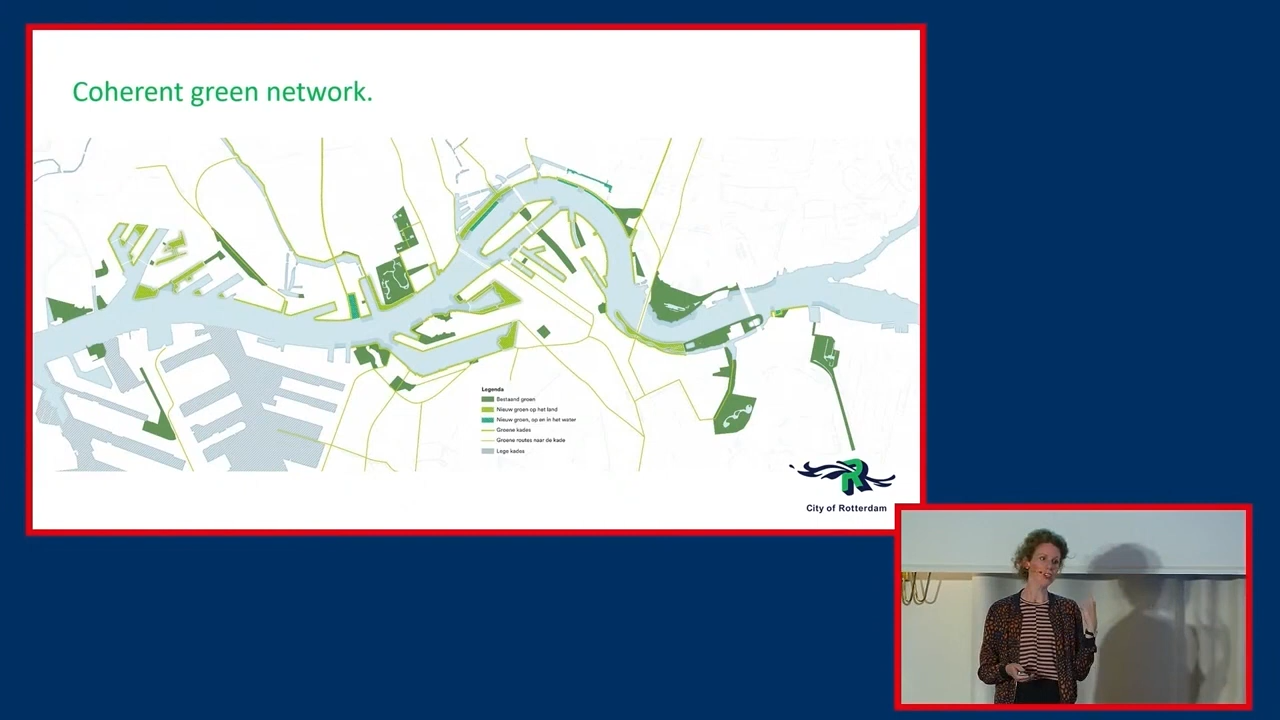 Coherent green network.
Legenda
Bestaand groen
Nieuw groen op het land
Nieuw groen, op en in het water
Groene kades
Groene routes naar de kade
Lege kades
City of Rotterdam